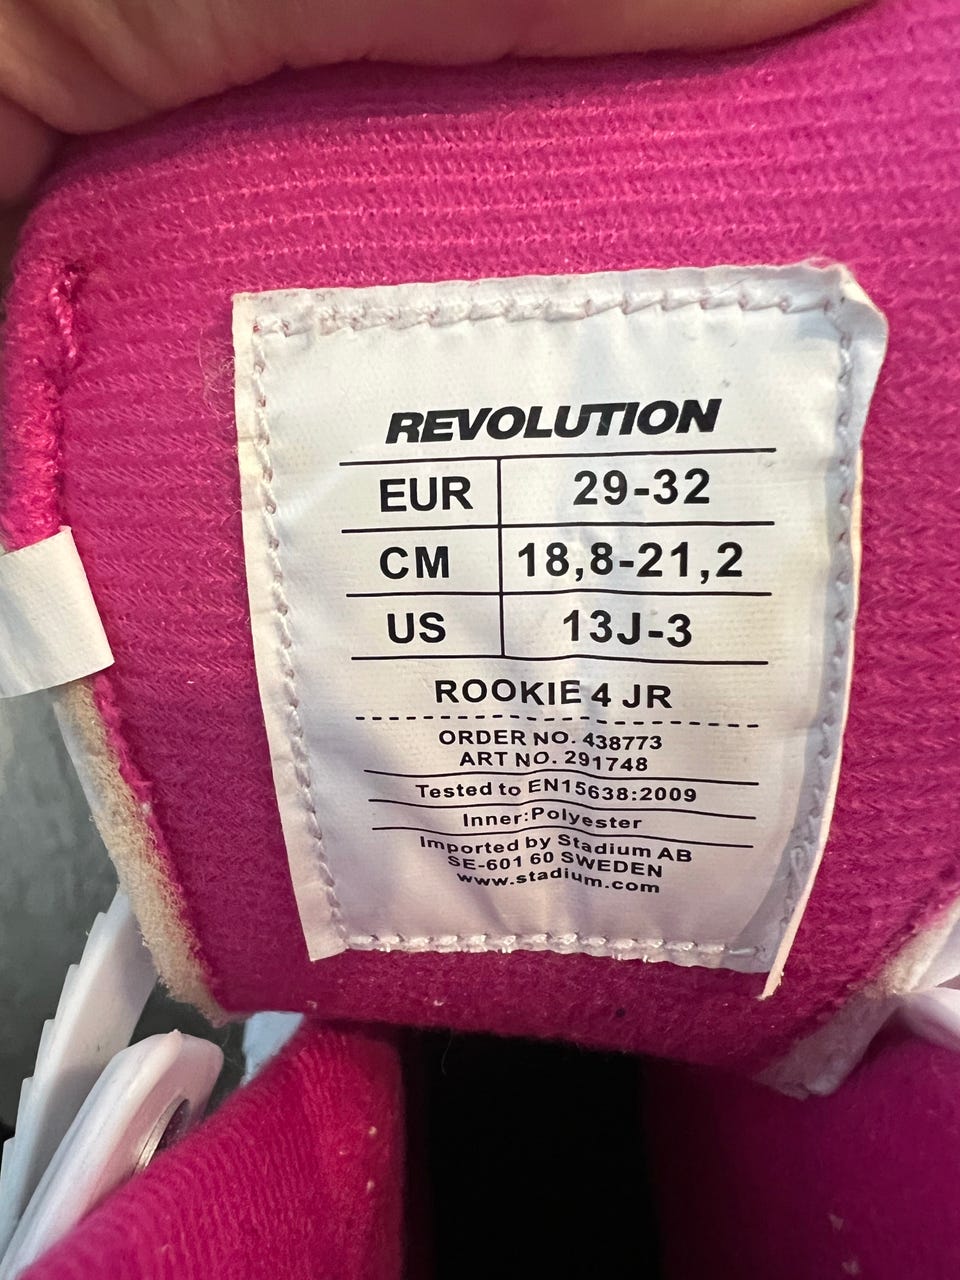 REVOLUTION
EUR 29-32
CM 18,8-21,2
US 13J-3
ROOKIE 4 JR
ORDER NO. 438773
ART NO. 291748
Tested to EN15638:2009
Inner:Polyester
Imported by Stadium AB
SE-601 60 SWEDEN
www.stadium.com